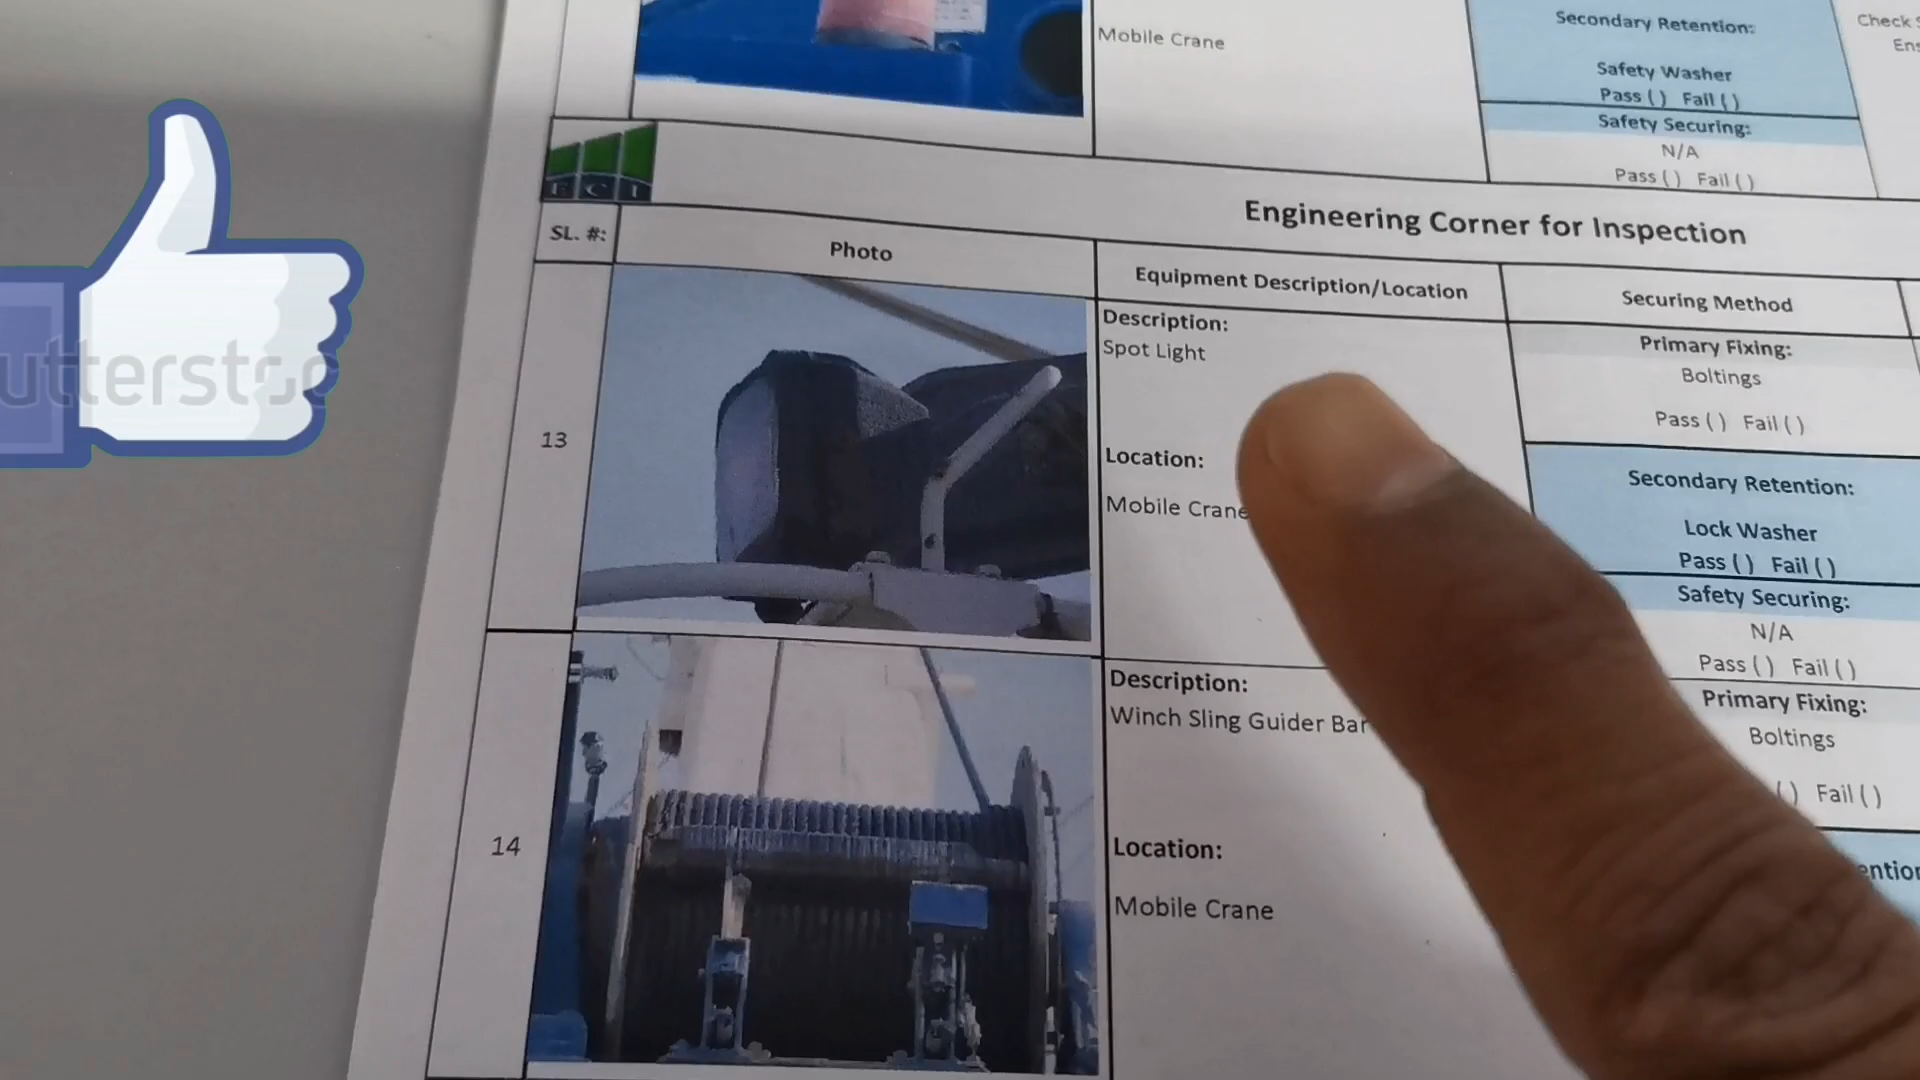 Mobile Crane
Secondary Retention:
Safety Washer
Pass ( ) Fail ( )
Safety Securing:
N/A
Pass ( ) Fail ( )
Check
ECI
Engineering Corner for Inspection
SL. #:
Photo
Equipment Description/Location
Securing Method
13
Description:
Spot Light
Location:
Mobile Crane
Primary Fixing:
Boltings
Pass ( ) Fail ( )
Secondary Retention:
Lock Washer
Pass ( ) Fail ( )
Safety Securing:
N/A
Pass ( ) Fail ( )
14
Description:
Winch Sling Guider Bar
Location:
Mobile Crane
Primary Fixing:
Boltings
( ) Fail ( )